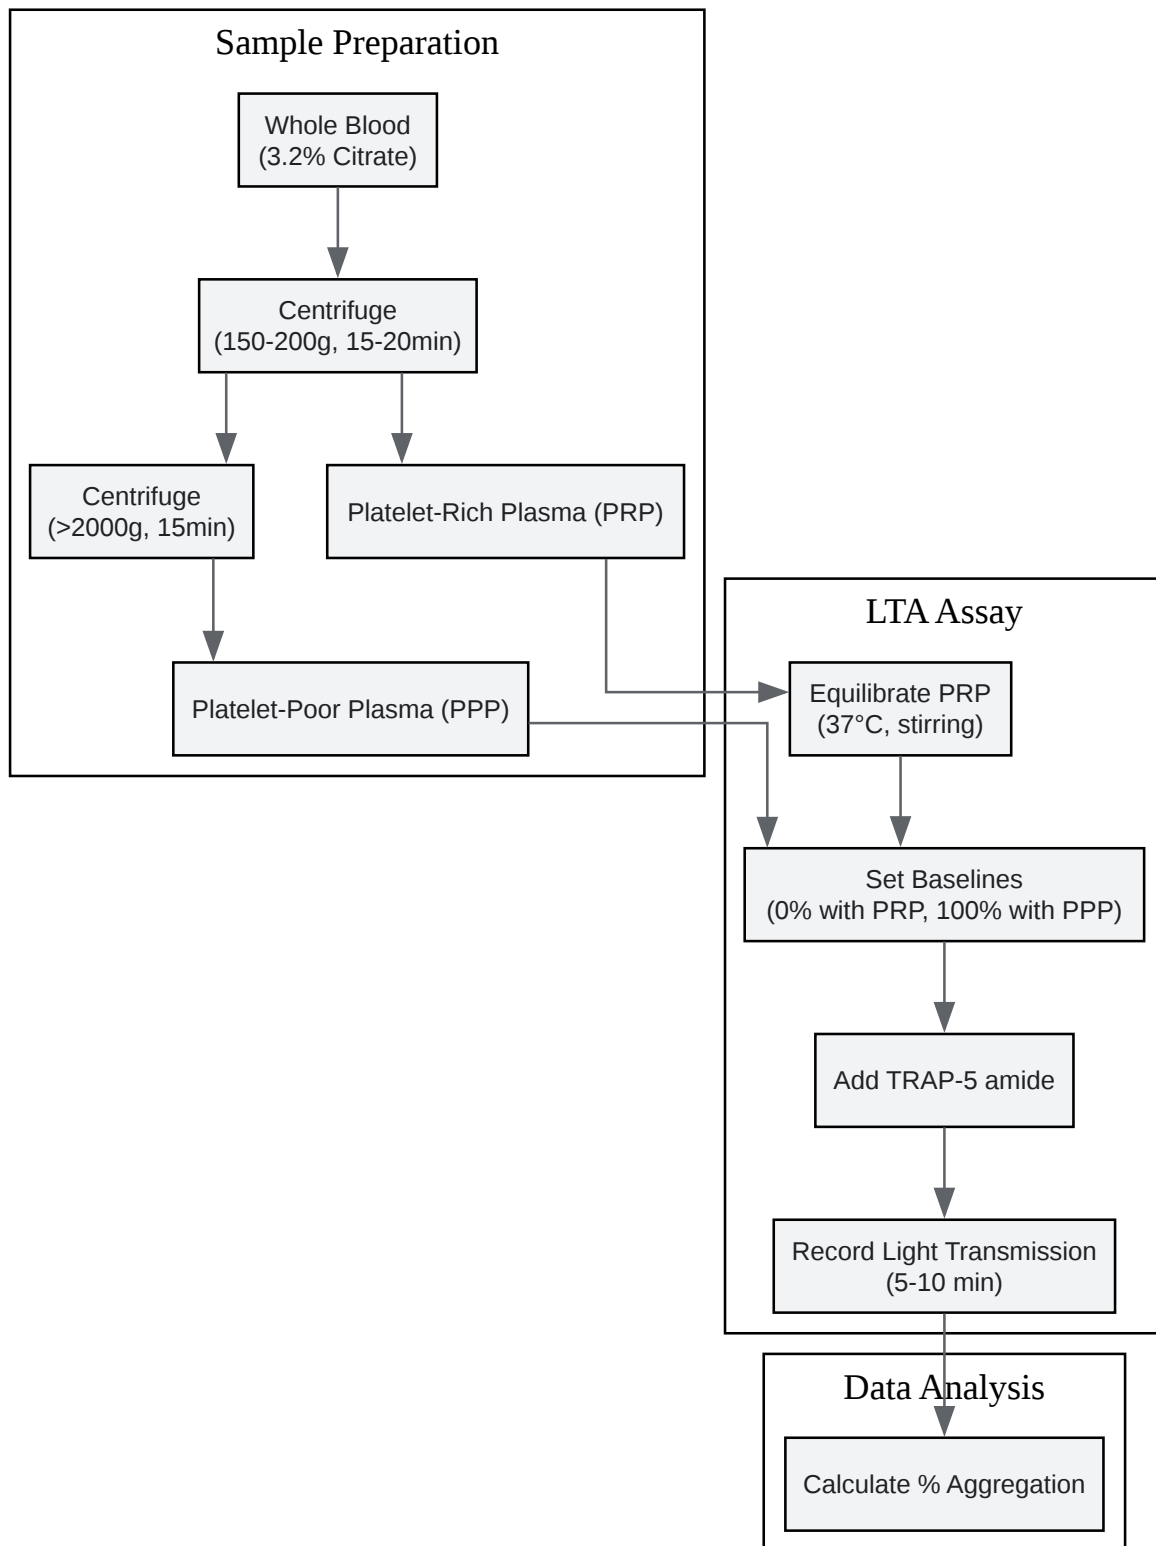 Sample Preparation
Whole Blood
(3.2% Citrate)
Centrifuge
(150-200g, 15-20min)
Centrifuge
(>2000g, 15min)
Platelet-Rich Plasma (PRP)
Platelet-Poor Plasma (PPP)
LTA Assay
Equilibrate PRP
(37°C, stirring)
Set Baselines
(0% with PRP, 100% with PPP)
Add TRAP-5 amide
Record Light Transmission
(5-10 min)
Data Analysis
Calculate % Aggregation